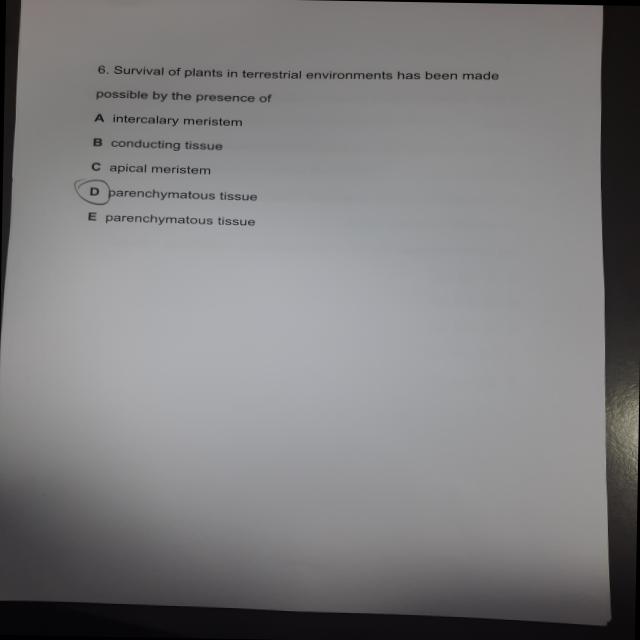 6. Survival of plants in terrestrial environments has been made
possible by the presence of
A intercalary meristem
B conducting tissue
C apical meristem
D parenchymatous tissue
E parenchymatous tissue